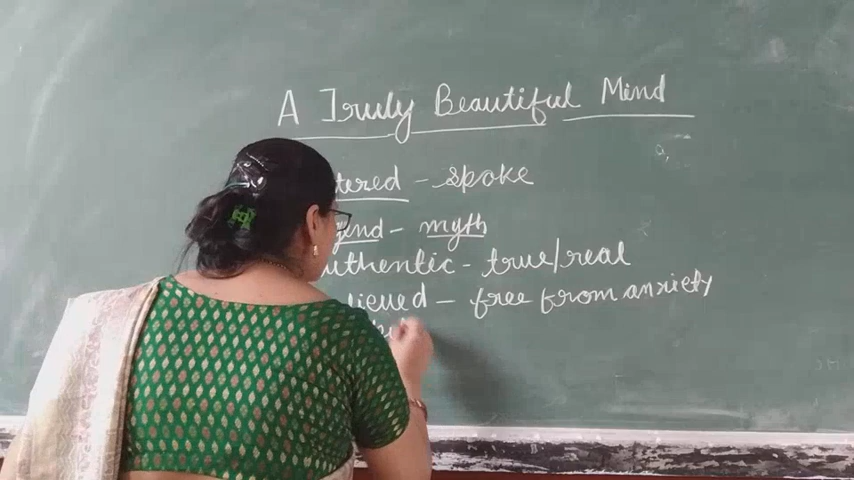 A Truly Beautiful Mind
tered - spoke
gend - myth
uthentic - true/real
lieved - free from anxiety